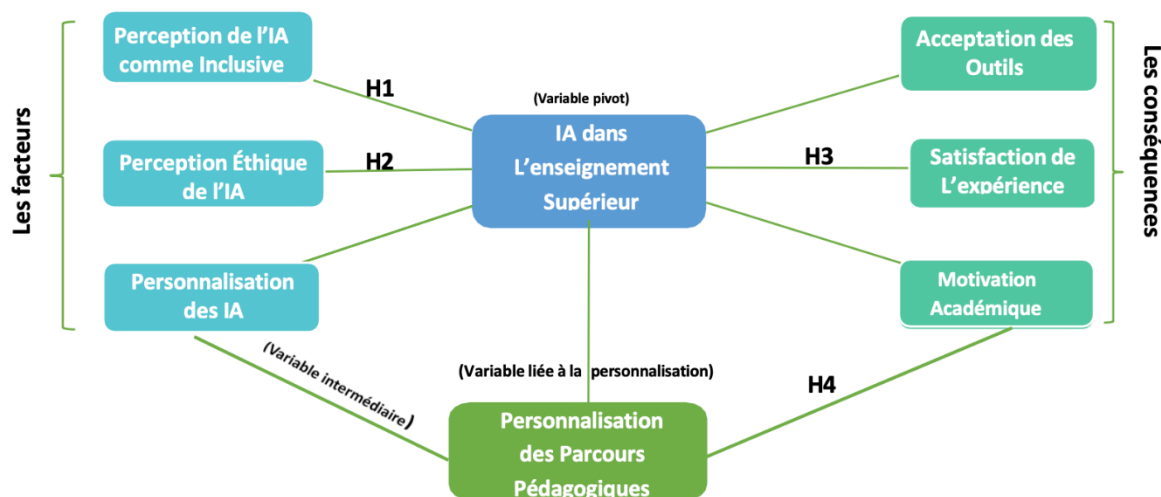 Perception de l'IA
comme Inclusive
Acceptation des
Outils
H1
(Variable pivot)
IA dans
L'enseignement
Supérieur
Les facteurs
Les conséquences
Perception Éthique
de l'IA
H2
H3
Satisfaction de
L'expérience
Personnalisation
des IA
Motivation
Académique
(Variable intermédiaire)
(Variable liée à la personnalisation)
H4
Personnalisation
des Parcours
Pédagogiques